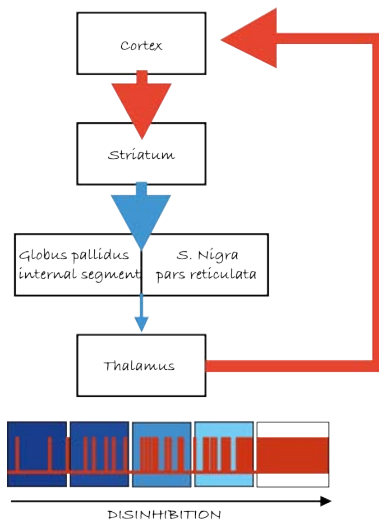 Cortex
Striatum
Globus pallidus
internal segment
S. Nigra
pars reticulata
Thalamus
DISINHIBITION